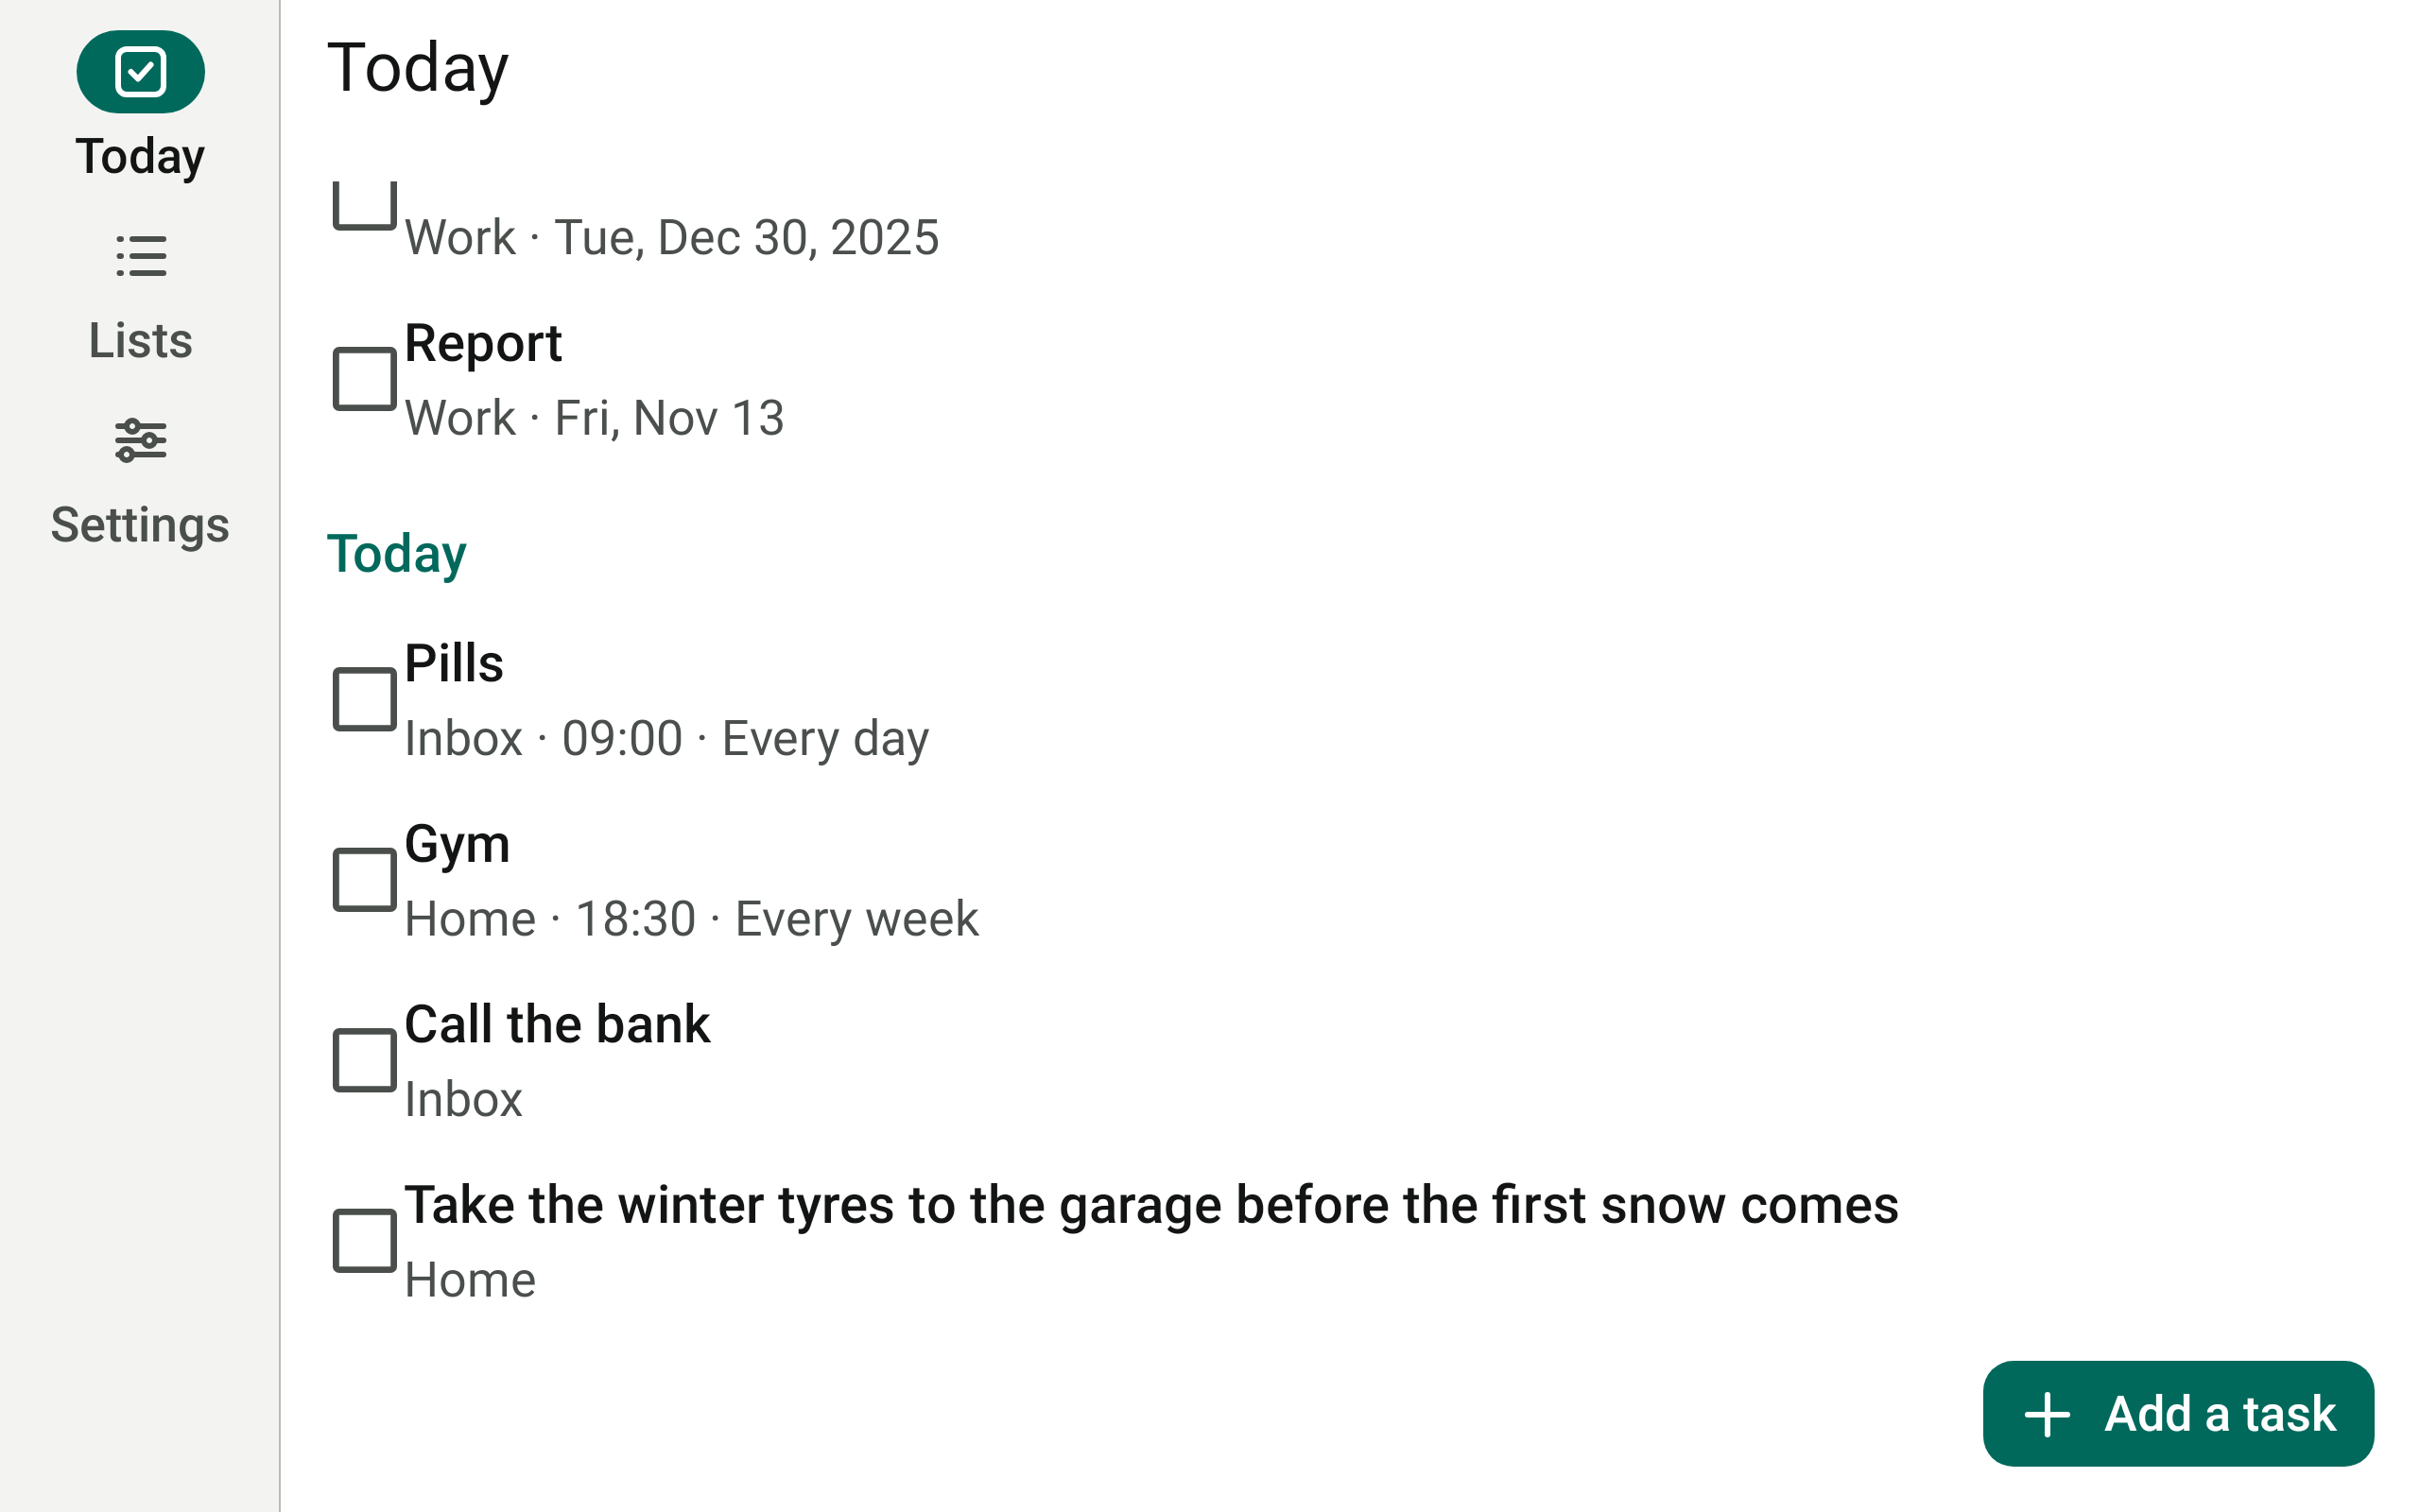 Today
Lists
Settings
Today
Work · Tue, Dec 30, 2025
Report
Work · Fri, Nov 13
Today
Pills
Inbox · 09:00 · Every day
Gym
Home · 18:30 · Every week
Call the bank
Inbox
Take the winter tyres to the garage before the first snow comes
Home
Add a task